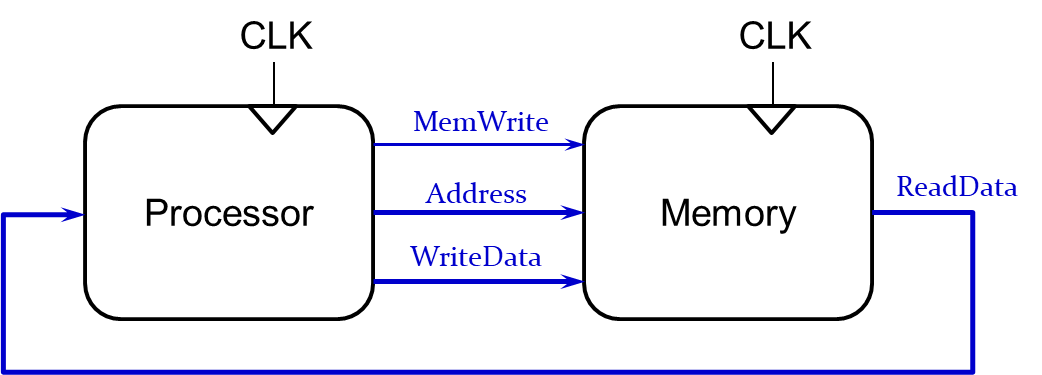 CLK
CLK
MemWrite
Address
ReadData
Processor
Memory
WriteData